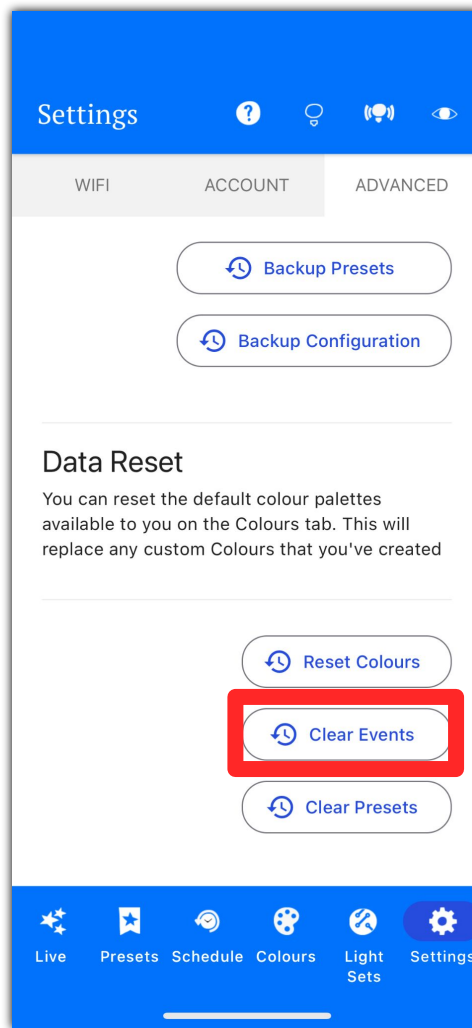 Settings
WIFI ACCOUNT ADVANCED
Backup Presets
Backup Configuration
Data Reset
You can reset the default colour palettes
available to you on the Colours tab. This will
replace any custom Colours that you've created
Reset Colours
Clear Events
Clear Presets
Live Presets Schedule Colours Light Settings
Sets